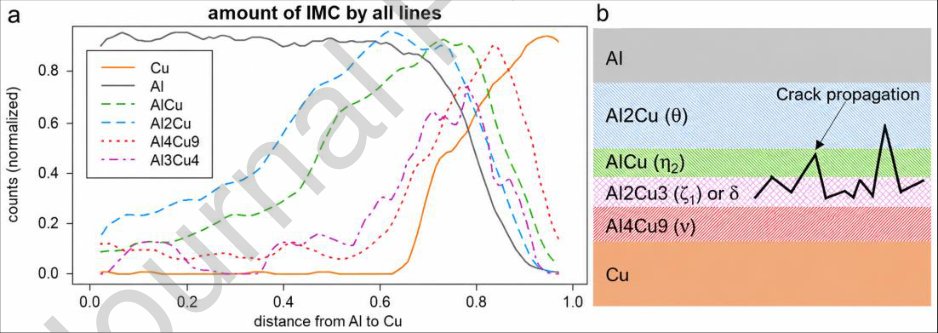 a
amount of IMC by all lines
counts (normalized)
0.8
0.6
0.4
0.2
0.0
Cu
Al
AlCu
Al2Cu
Al4Cu9
Al3Cu4
0.0
0.2
0.4
0.6
0.8
1.0
distance from Al to Cu
Journal Pre
b
Al
Al2Cu (θ)
Crack propagation
AlCu (η2)
Al2Cu3 (ζ1) or δ
Al4Cu9 (ν)
Cu